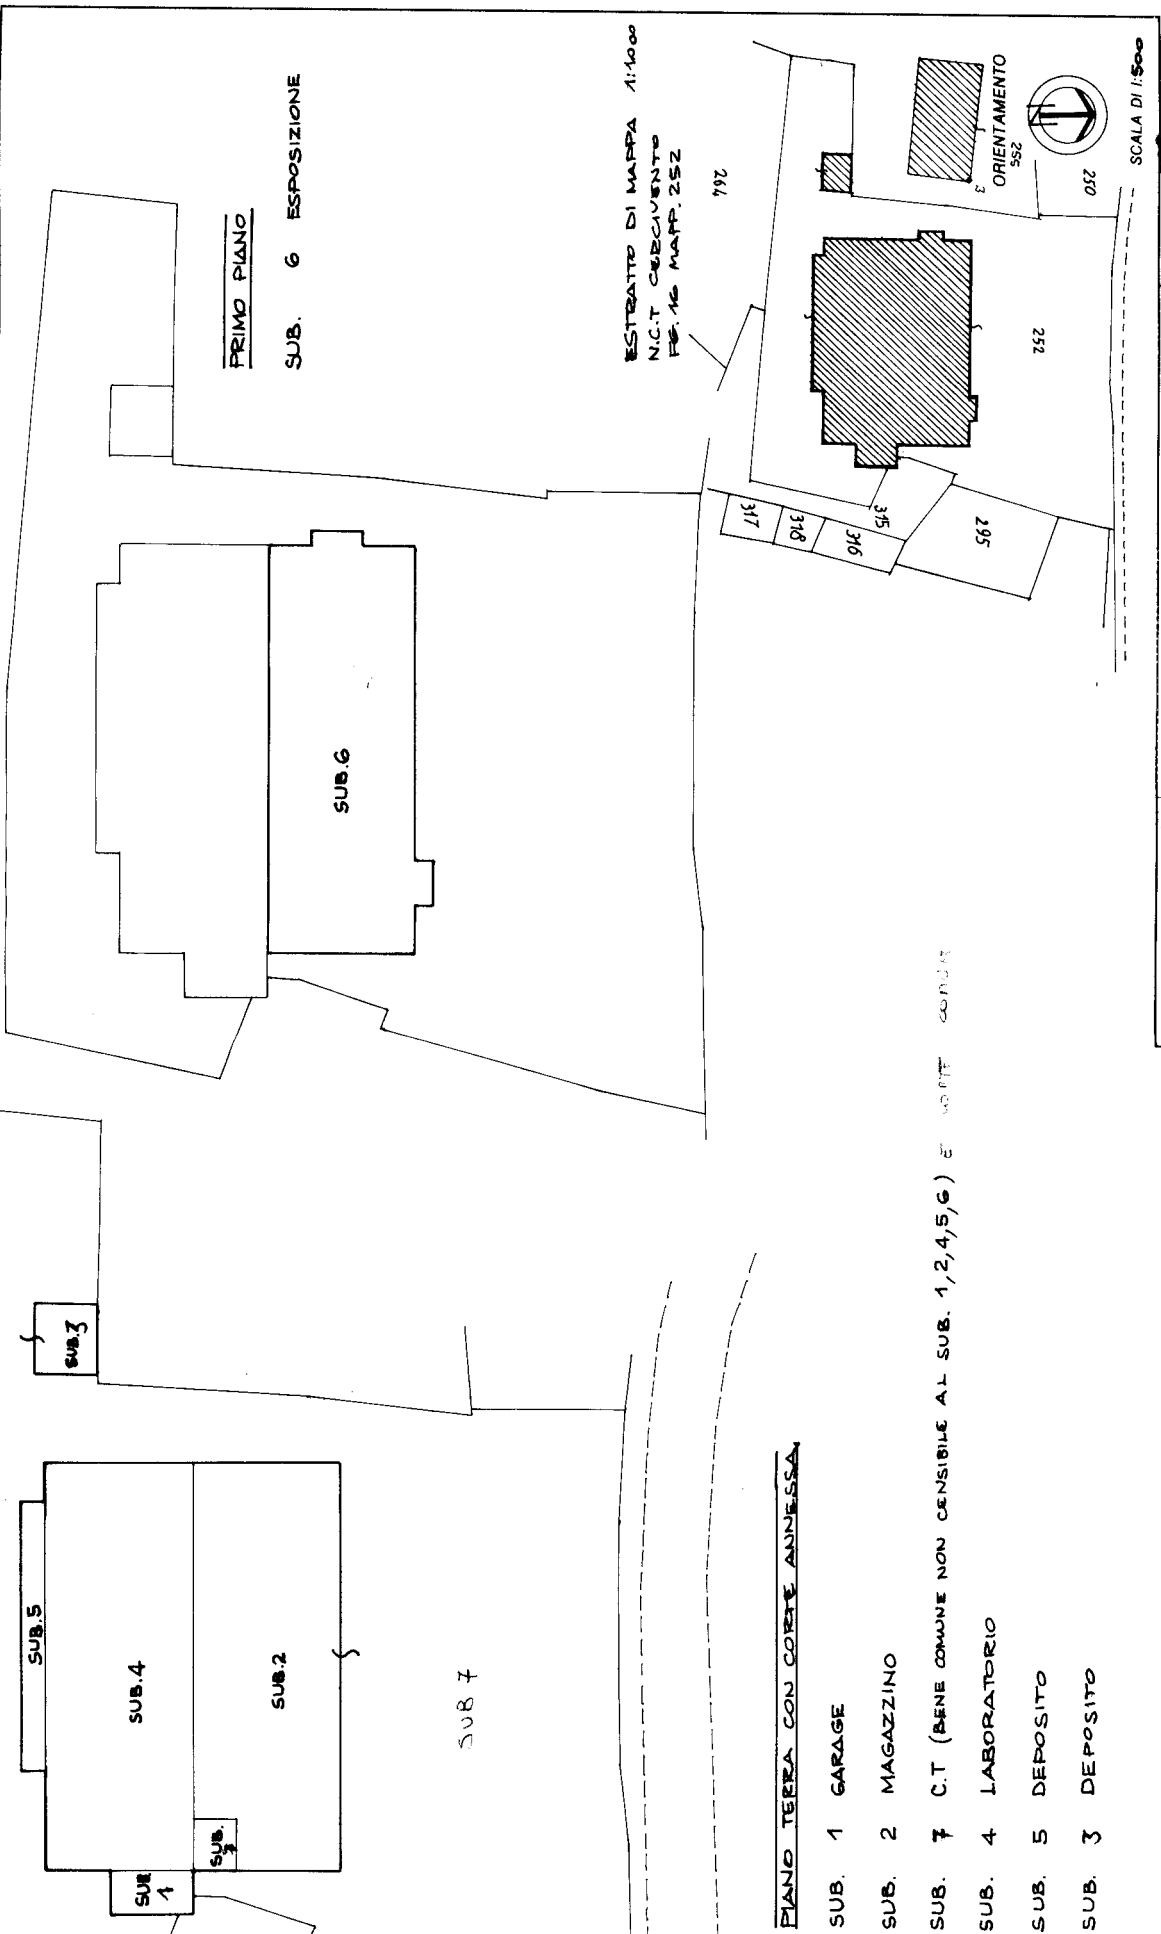 PRIMO PIANO
SUB. 6 ESPOSIZIONE
SUB.6
ESTRATTO DI MAPPA 1:1000
N.C.T CERCIVENTO
FG. 16 MAPP. 252
264
ORIENTAMENTO
N
255
3
250
252
SCALA DI 1:500
317
318
316
315
295
SUB.3
SUB.5
SUB.4
SUB.2
SUB.
7
SUB
1
SUB 7
PIANO TERRA CON CORTE ANNESSA
SUB. 1 GARAGE
SUB. 2 MAGAZZINO
SUB. 7 C.T (BENE COMUNE NON CENSIBILE AL SUB. 1,2,4,5,6) E CORTE
SUB. 4 LABORATORIO
SUB. 5 DEPOSITO
SUB. 3 DEPOSITO